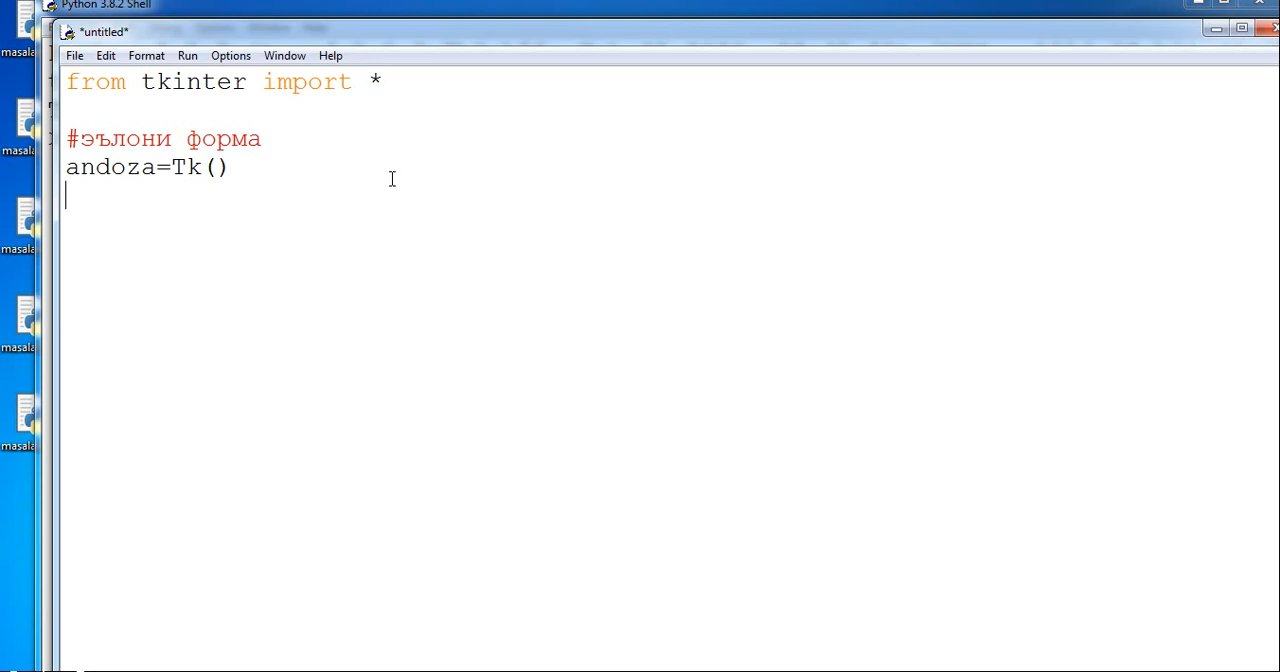 Python 3.8.2 Shell
*untitled*
File Edit Format Run Options Window Help
from tkinter import *
#эълони форма
andoza=Tk()
masala
masala
masala
masala
masala